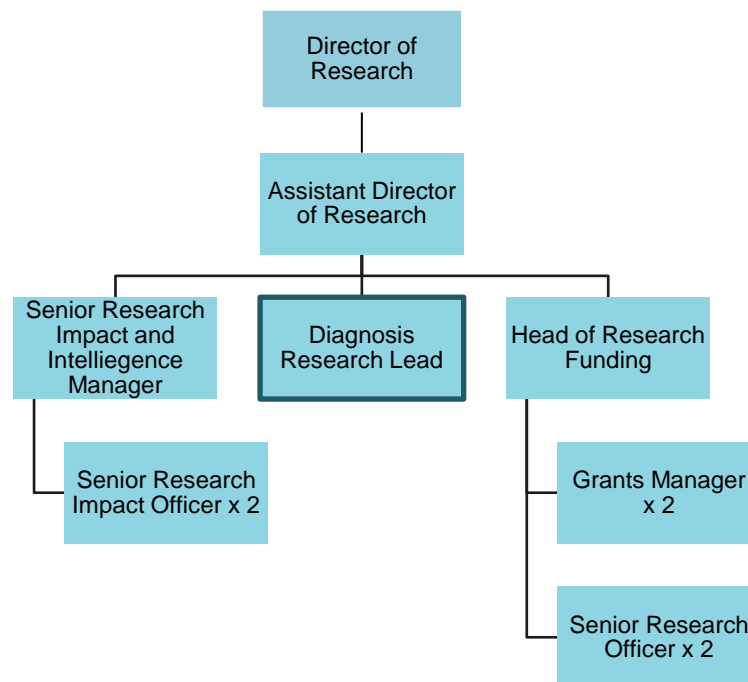 Director of
Research
Assistant Director
of Research
Senior Research
Impact and
Intelliegence
Manager
Diagnosis
Research Lead
Head of Research
Funding
Senior Research
Impact Officer x 2
Grants Manager
x 2
Senior Research
Officer x 2